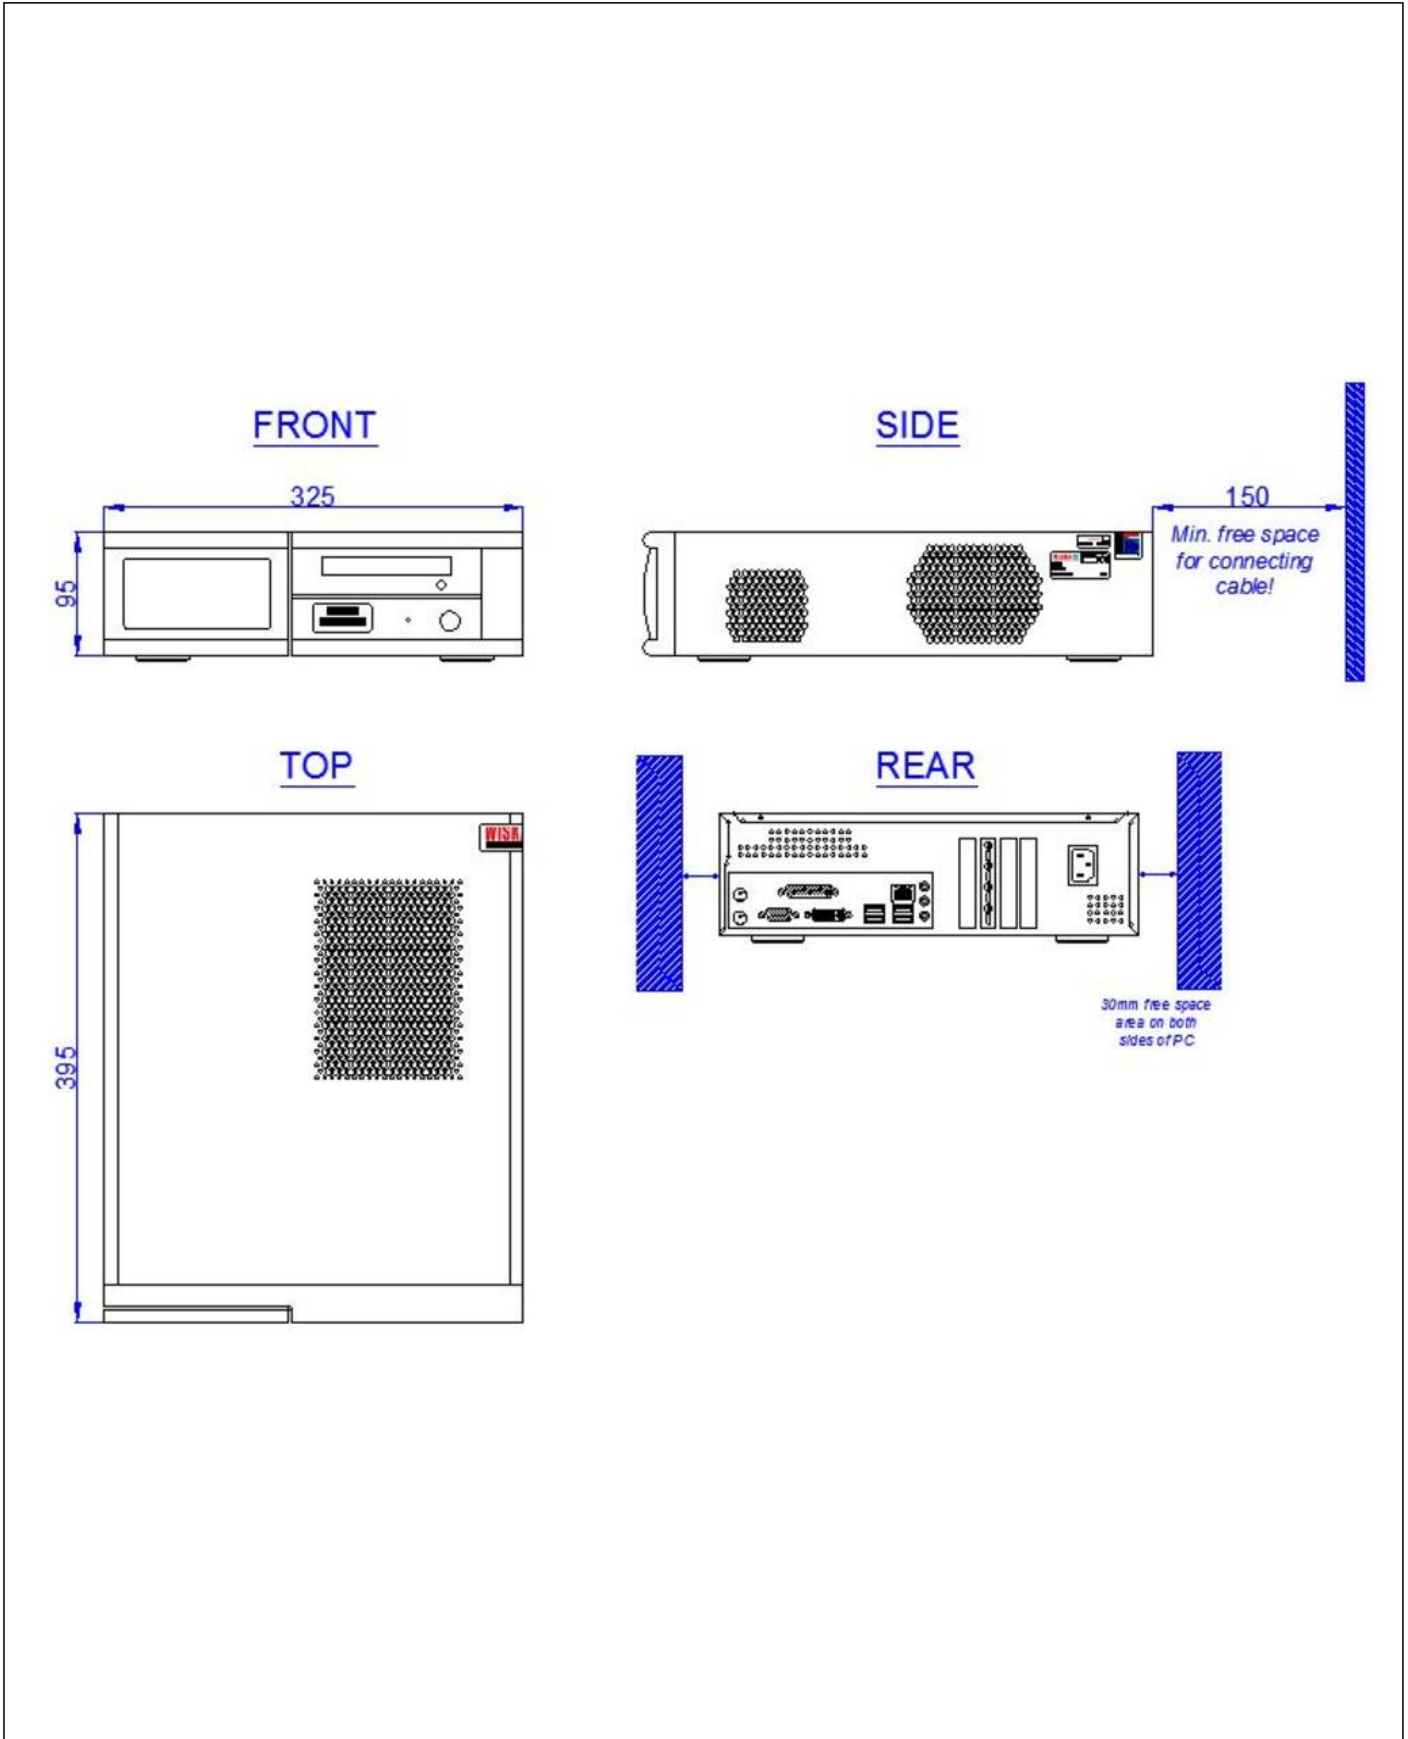 FRONT
SIDE
325
150
Min. free space
for connecting
cable!
95
TOP
REAR
WISK
30mm free space
area on both
sides of PC
395